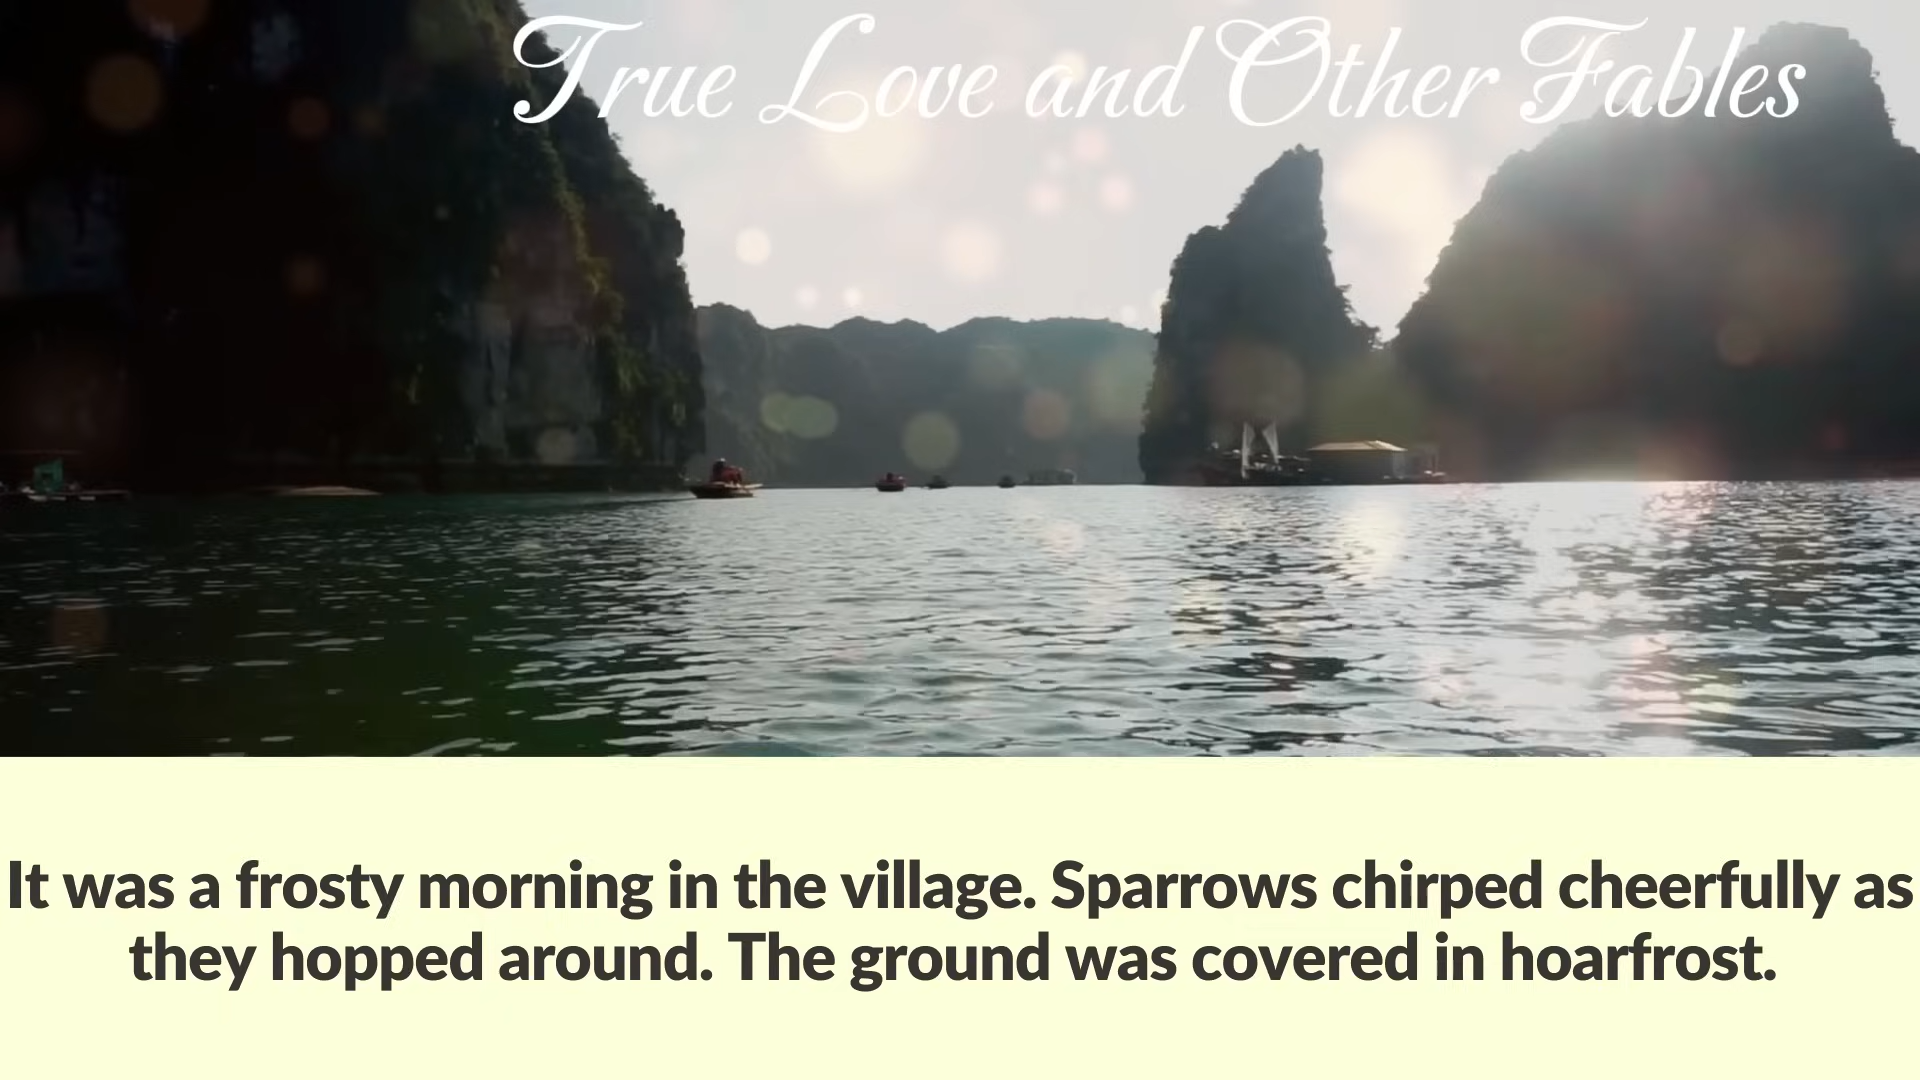 True Love and Other Fables
It was a frosty morning in the village. Sparrows chirped cheerfully as
they hopped around. The ground was covered in hoarfrost.